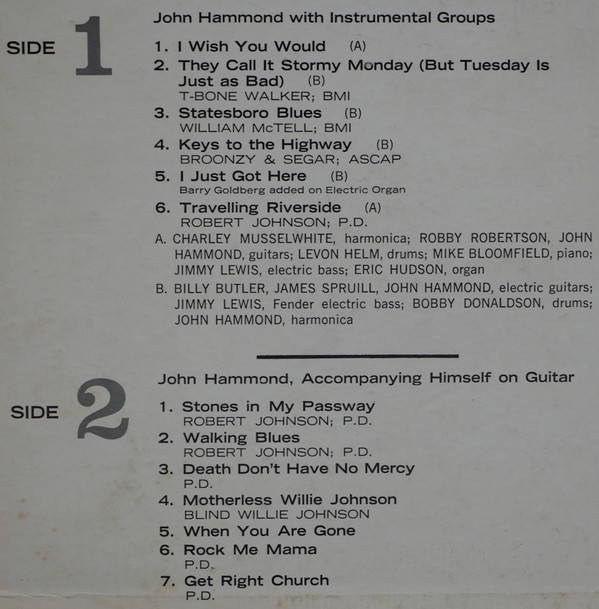 John Hammond with Instrumental Groups
SIDE 1
1. I Wish You Would (A)
2. They Call It Stormy Monday (But Tuesday Is
Just as Bad) (B)
T-BONE WALKER; BMI
3. Statesboro Blues (B)
WILLIAM McTELL; BMI
4. Keys to the Highway (B)
BROONZY & SEGAR; ASCAP
5. I Just Got Here (B)
Barry Goldberg added on Electric Organ
6. Travelling Riverside (A)
ROBERT JOHNSON; P.D.
A. CHARLEY MUSSELWHITE, harmonica; ROBBY ROBERTSON, JOHN
HAMMOND, guitars; LEVON HELM, drums; MIKE BLOOMFIELD, piano;
JIMMY LEWIS, electric bass; ERIC HUDSON, organ
B. BILLY BUTLER, JAMES SPRUILL, JOHN HAMMOND, electric guitars;
JIMMY LEWIS, Fender electric bass; BOBBY DONALDSON, drums;
JOHN HAMMOND, harmonica
John Hammond, Accompanying Himself on Guitar
SIDE 2
1. Stones in My Passway
ROBERT JOHNSON; P.D.
2. Walking Blues
ROBERT JOHNSON; P.D.
3. Death Don't Have No Mercy
P.D.
4. Motherless Willie Johnson
BLIND WILLIE JOHNSON
5. When You Are Gone
6. Rock Me Mama
P.D.
7. Get Right Church
P.D.